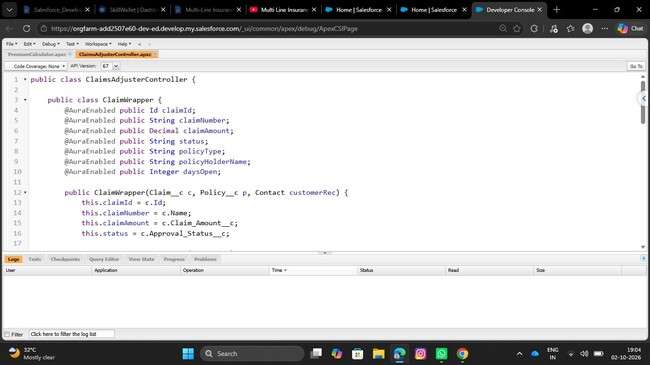 Salesforce_Develo
SkillWallet | Dashb
Multi-Line Insuran
Multi Line Insuran
Home | Salesforce
Home | Salesforce
Developer Console
https://orgfarm-add2507e60-dev-ed.develop.my.salesforce.com/_ui/common/apex/debug/ApexCSIPage
Chat
File Edit Debug Test Workspace Help < >
PremiumCalculator.apxc ClaimsAdjusterController.apxc
Code Coverage: None API Version: 67 Go To
1 public class ClaimsAdjusterController {
2
3 public class ClaimWrapper {
4 @AuraEnabled public Id claimId;
5 @AuraEnabled public String claimNumber;
6 @AuraEnabled public Decimal claimAmount;
7 @AuraEnabled public String status;
8 @AuraEnabled public String policyType;
9 @AuraEnabled public String policyHolderName;
10 @AuraEnabled public Integer daysOpen;
11
12 public ClaimWrapper(Claim__c c, Policy__c p, Contact customerRec) {
13 this.claimId = c.Id;
14 this.claimNumber = c.Name;
15 this.claimAmount = c.Claim_Amount__c;
16 this.status = c.Approval_Status__c;
17
Logs Tests Checkpoints Query Editor View State Progress Problems
User Application Operation Time Status Read Size
Filter Click here to filter the log list
32°C
Mostly clear
Search
ENG
IN
19:04
02-10-2026